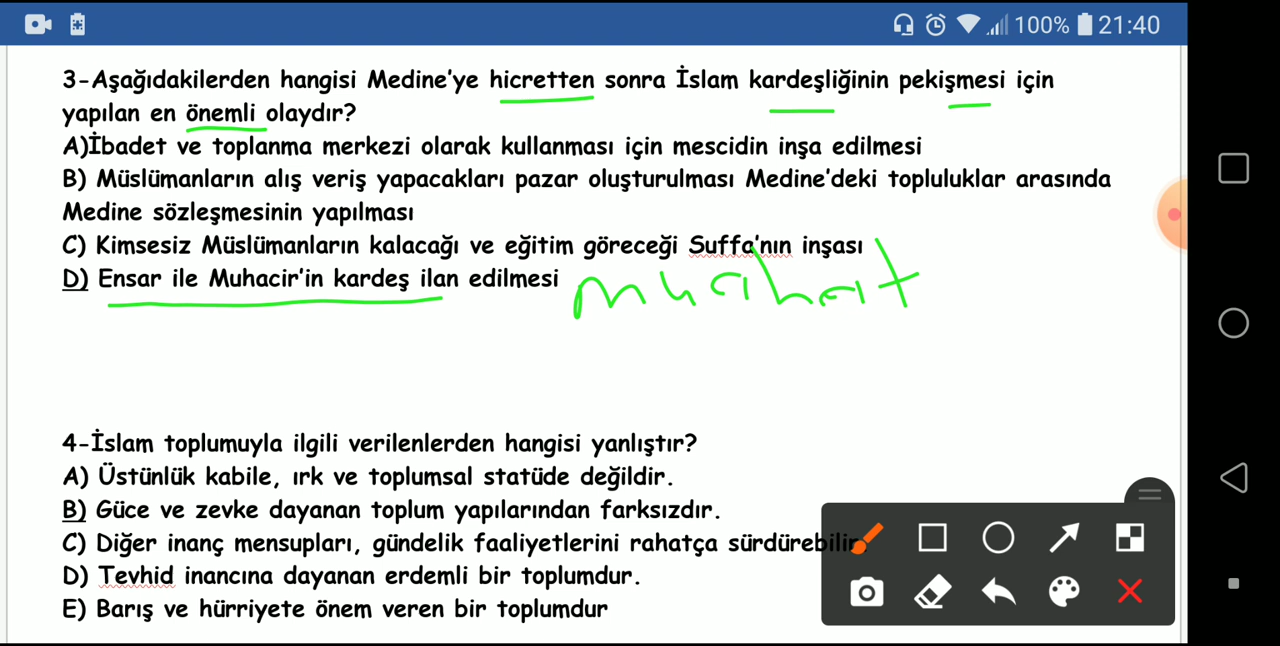 100% 21:40
3-Aşağıdakilerden hangisi Medine'ye hicretten sonra İslam kardeşliğinin pekişmesi için
yapılan en önemli olaydır?
A)İbadet ve toplanma merkezi olarak kullanması için mescidin inşa edilmesi
B) Müslümanların alış veriş yapacakları pazar oluşturulması Medine'deki topluluklar arasında
Medine sözleşmesinin yapılması
C) Kimsesiz Müslümanların kalacağı ve eğitim göreceği Suffa'nın inşası
D) Ensar ile Muhacir'in kardeş ilan edilmesi
4-İslam toplumuyla ilgili verilenlerden hangisi yanlıştır?
A) Üstünlük kabile, ırk ve toplumsal statüde değildir.
B) Güce ve zevke dayanan toplum yapılarından farksızdır.
C) Diğer inanç mensupları, gündelik faaliyetlerini rahatça sürdürebilir.
D) Tevhid inancına dayanan erdemli bir toplumdur.
E) Barış ve hürriyete önem veren bir toplumdur